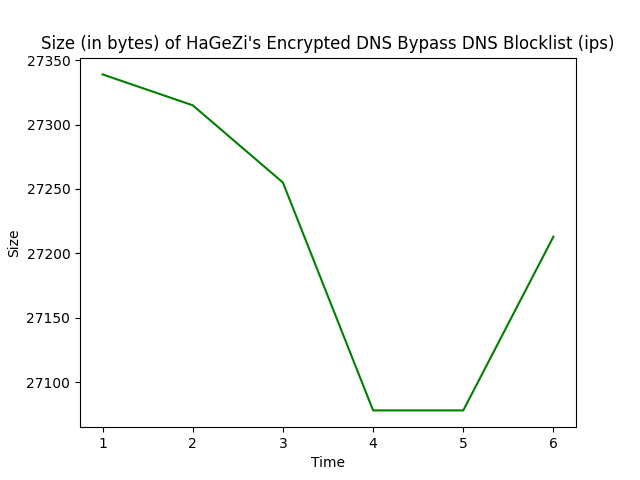 Size (in bytes) of HaGeZi's Encrypted DNS Bypass DNS Blocklist (ips)
27350
27300
27250
27200
27150
27100
Size
1 2 3 4 5 6
Time